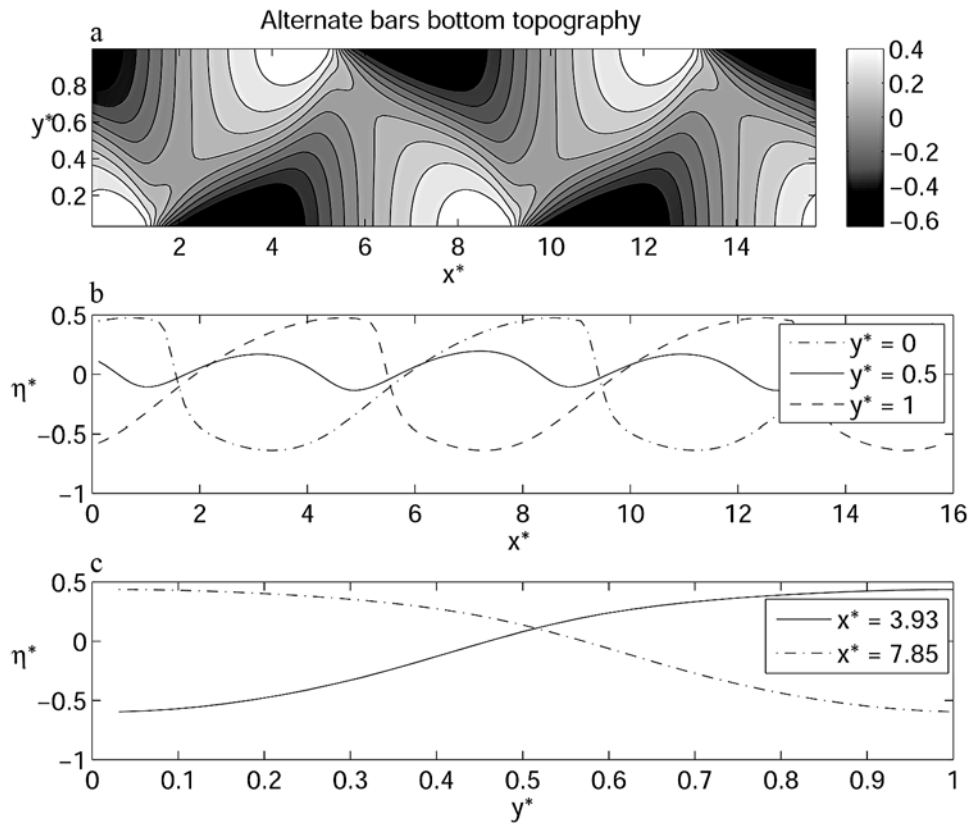 Alternate bars bottom topography
a
0.8
0.6
0.4
0.2
y*
2 4 6 8 10 12 14
x*
0.4
0.2
0
−0.2
−0.4
−0.6
b
0.5
0
−0.5
−1
η*
y* = 0
y* = 0.5
y* = 1
0 2 4 6 8 10 12 14 16
x*
c
0.5
0
−0.5
−1
η*
x* = 3.93
x* = 7.85
0 0.1 0.2 0.3 0.4 0.5 0.6 0.7 0.8 0.9 1
y*